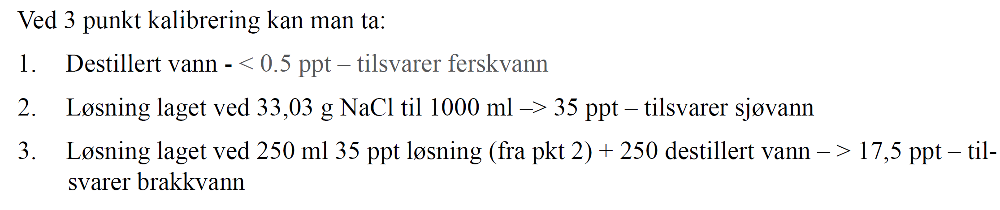 Ved 3 punkt kalibrering kan man ta:
1. Destillert vann - < 0.5 ppt – tilsvarer ferskvann
2. Løsning laget ved 33,03 g NaCl til 1000 ml –> 35 ppt – tilsvarer sjøvann
3. Løsning laget ved 250 ml 35 ppt løsning (fra pkt 2) + 250 destillert vann – > 17,5 ppt – til-
svarer brakkvann